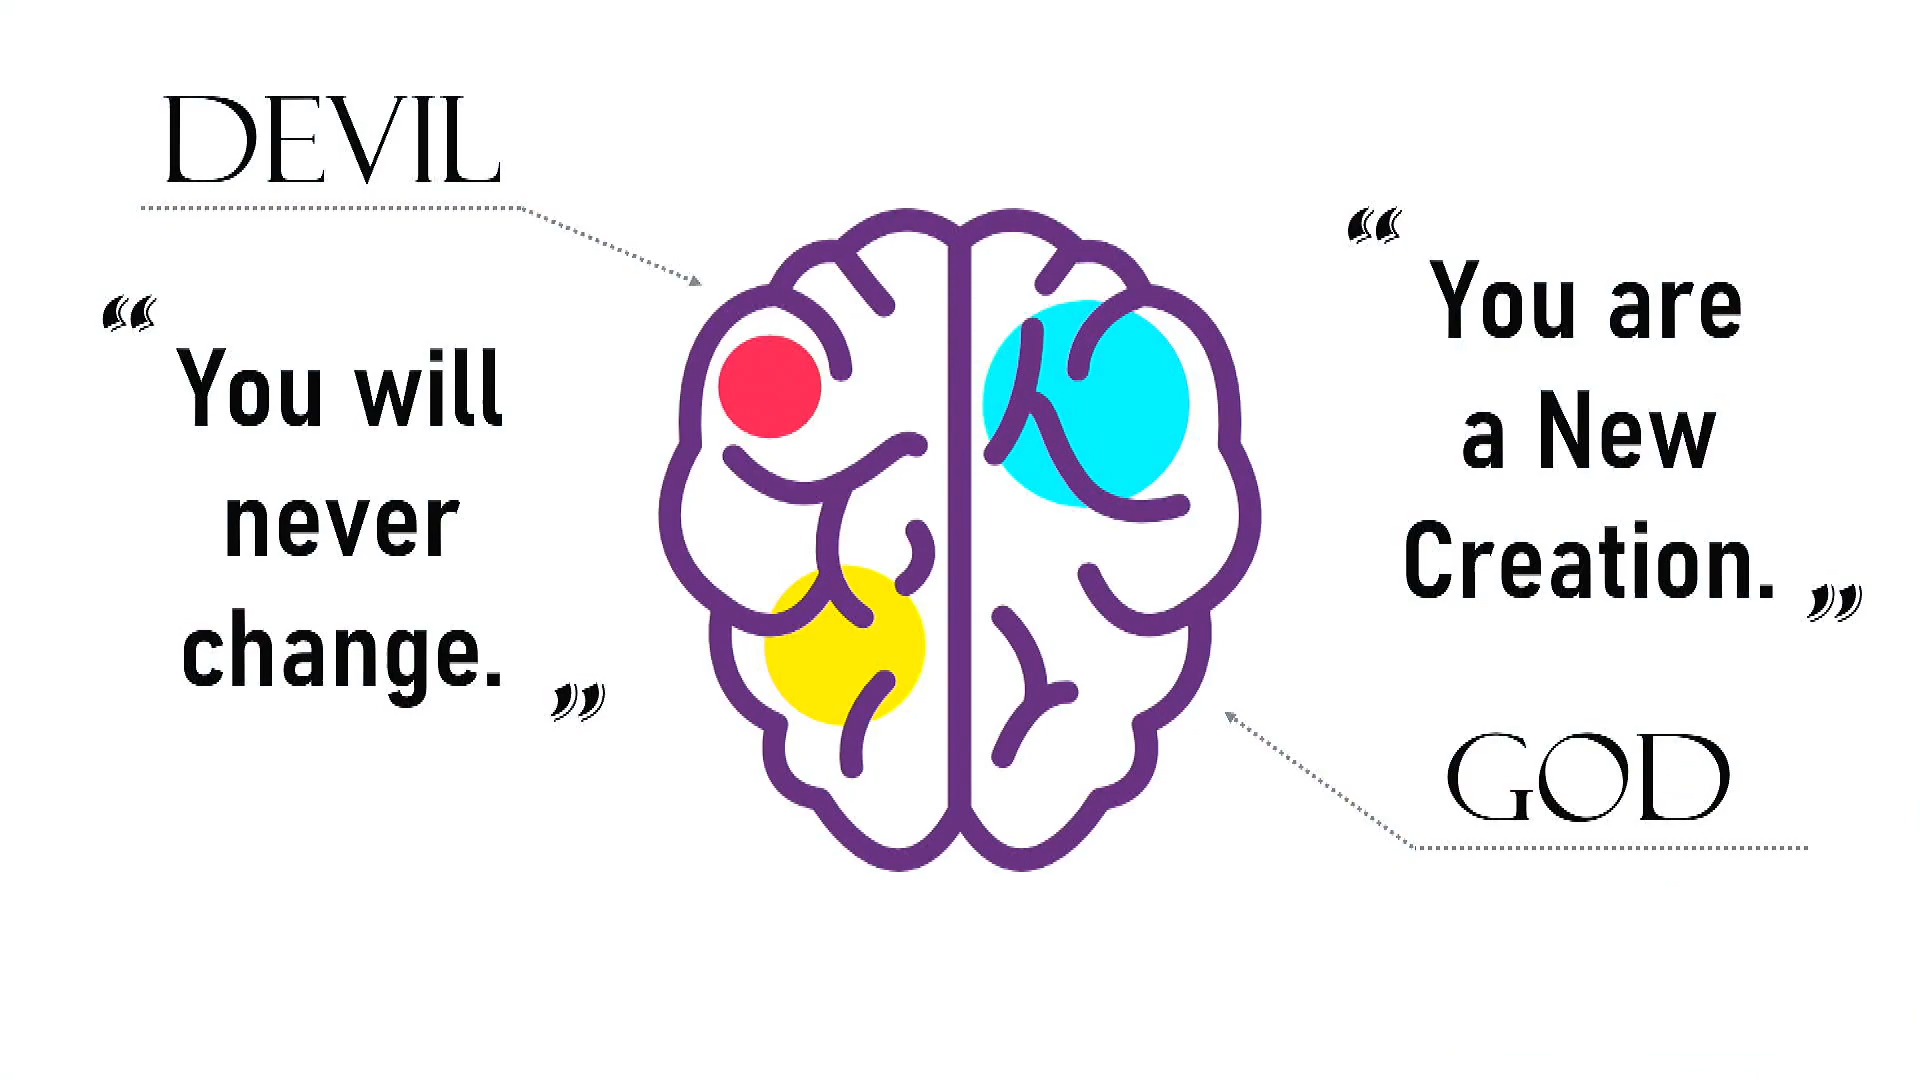 DEVIL
“
You will
never
change.
”
“
You are
a New
Creation.
”
GOD